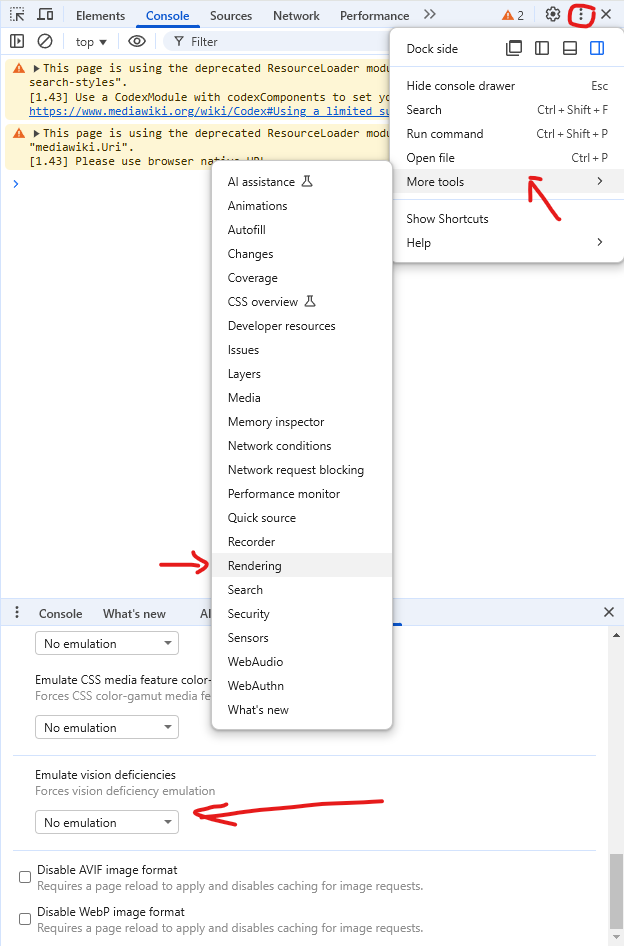 Elements Console Sources Network Performance 2
top Filter
Dock side
Hide console drawer Esc
Search Ctrl + Shift + F
Run command Ctrl + Shift + P
Open file Ctrl + P
More tools
Show Shortcuts
Help
This page is using the deprecated ResourceLoader modu
search-styles".
[1.43] Use a CodexModule with codexComponents to set yo
https://www.mediawiki.org/wiki/Codex#Using_a_limited_su
This page is using the deprecated ResourceLoader modu
"mediawiki.Uri".
[1.43] Please use browser native URL
AI assistance
Animations
Autofill
Changes
Coverage
CSS overview
Developer resources
Issues
Layers
Media
Memory inspector
Network conditions
Network request blocking
Performance monitor
Quick source
Recorder
Rendering
Search
Security
Sensors
WebAudio
WebAuthn
What's new
Console What's new AI
No emulation
Emulate CSS media feature color-
Forces CSS color-gamut media fe
No emulation
Emulate vision deficiencies
Forces vision deficiency emulation
No emulation
Disable AVIF image format
Requires a page reload to apply and disables caching for image requests.
Disable WebP image format
Requires a page reload to apply and disables caching for image requests.